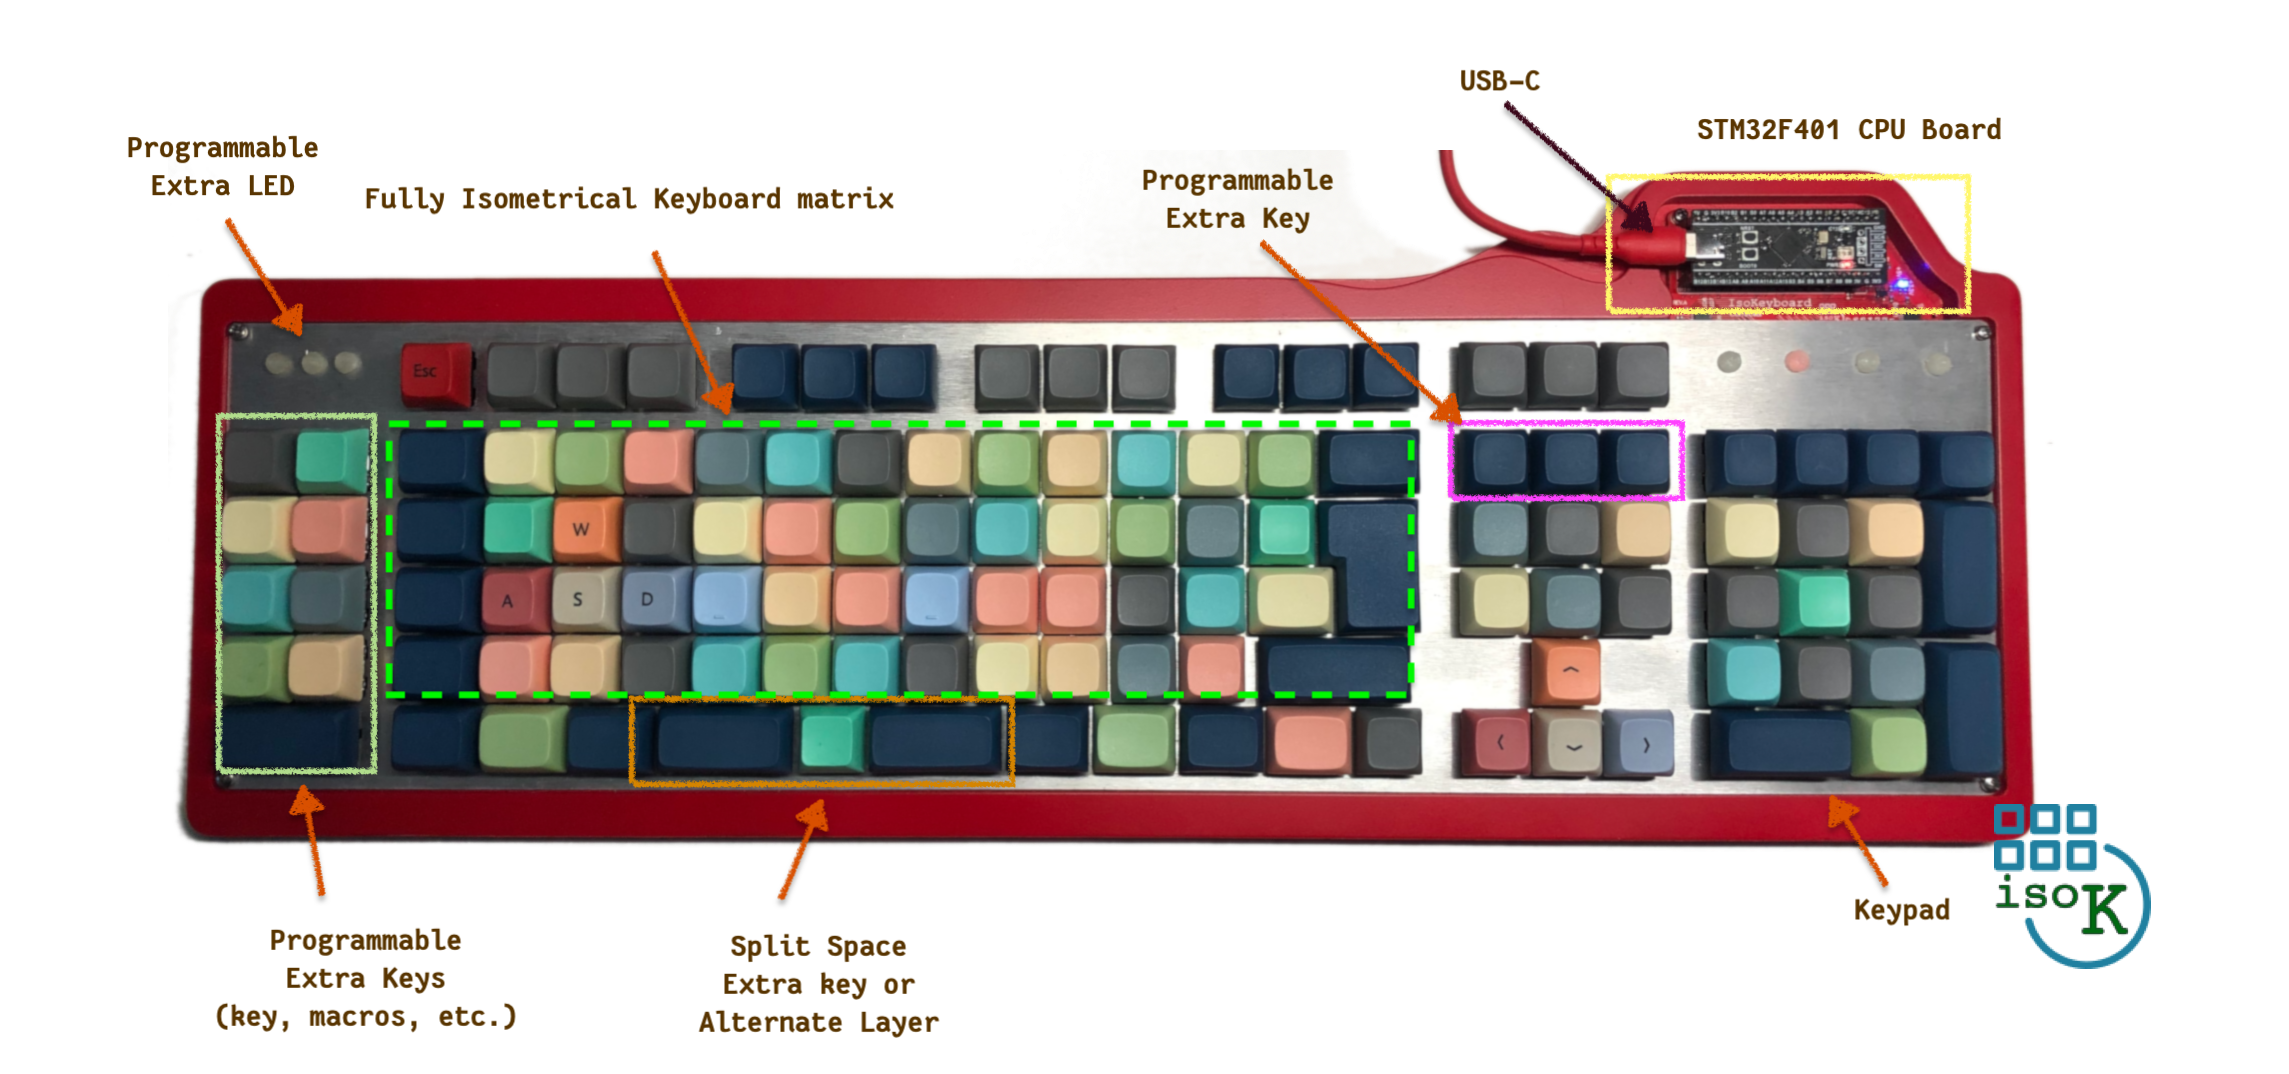 USB-C
STM32F401 CPU Board
Programmable
Extra LED
Fully Isometrical Keyboard matrix
Programmable
Extra Key
IsoKeyboard
Esc
W
A
S
D
Programmable
Extra Keys
(key, macros, etc.)
Split Space
Extra key or
Alternate Layer
Keypad
isoK